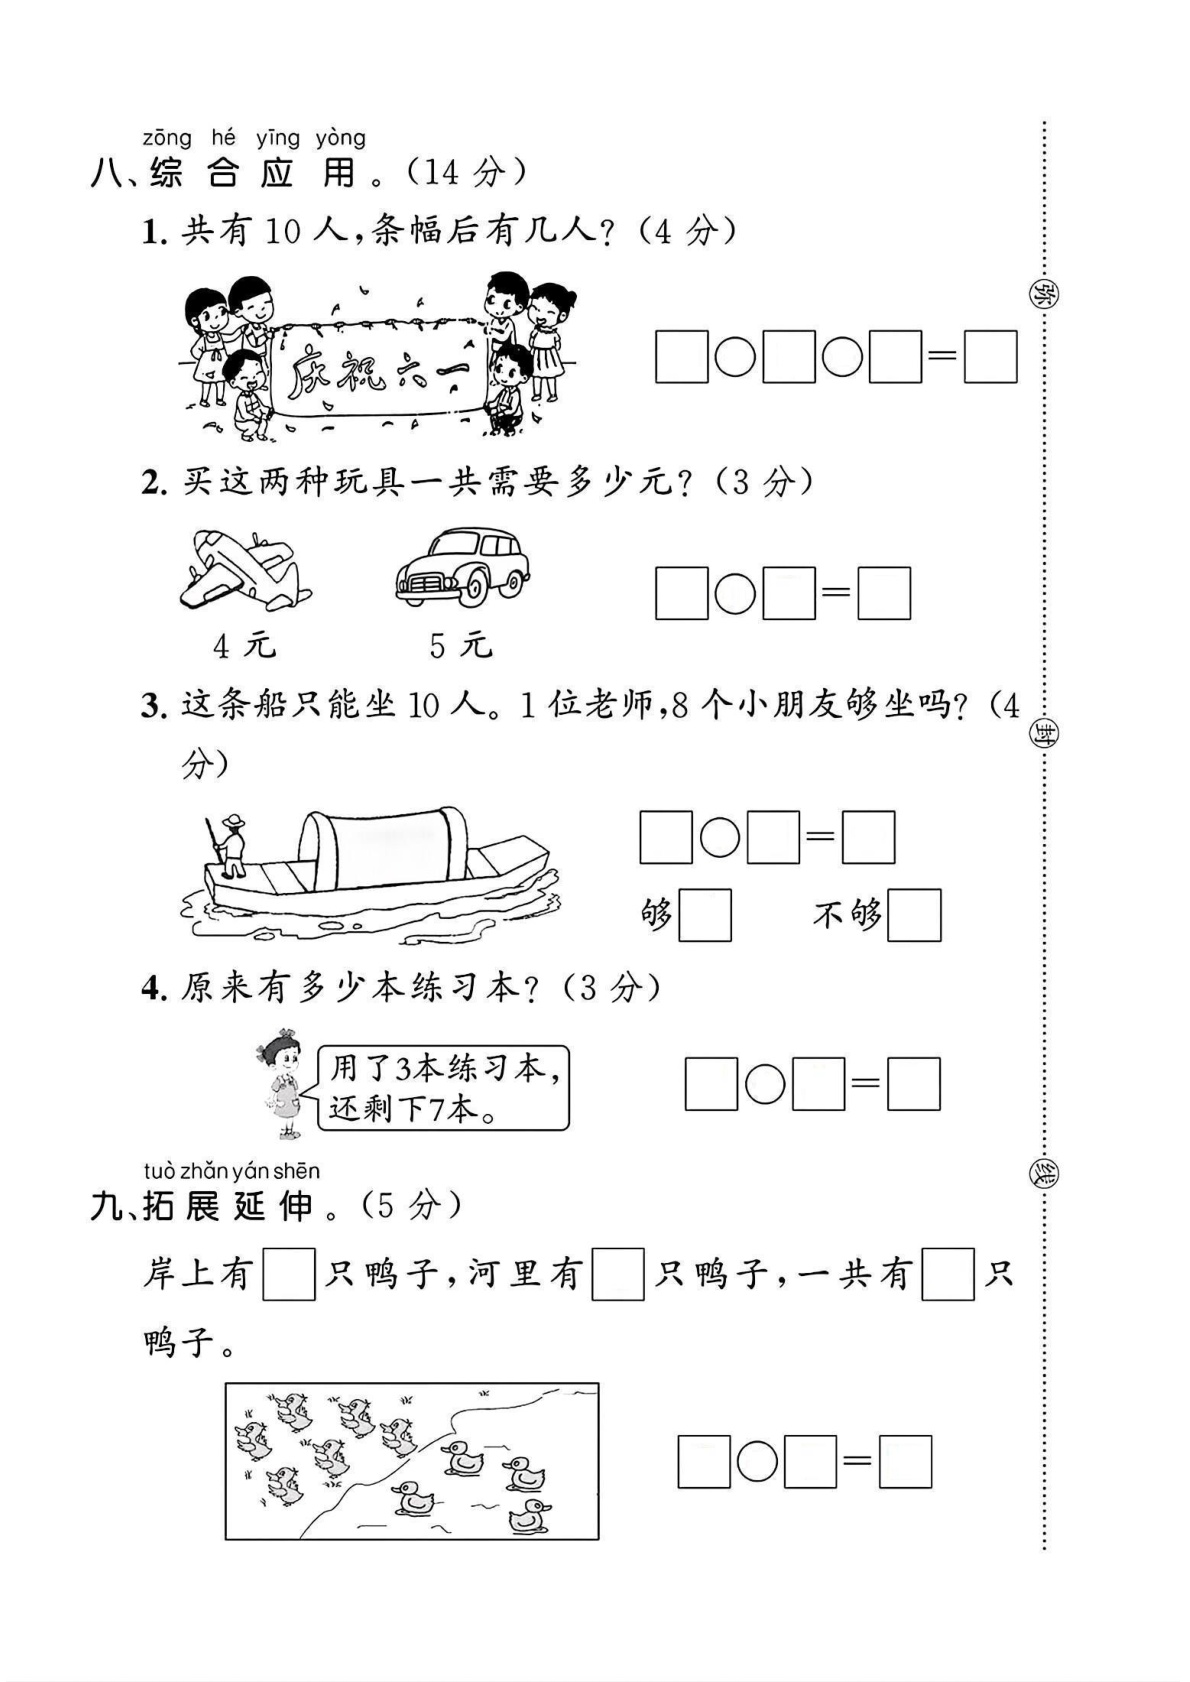 zōng hé yīng yòng
八、综合应用。（14分）
1. 共有10人，条幅后有几人？（4分）
庆祝六一
□○□○□=□
2. 买这两种玩具一共需要多少元？（3分）
□○□=□
4元 5元
3. 这条船只能坐10人。1位老师，8个小朋友够坐吗？（4
分）
□○□=□
够□ 不够□
4. 原来有多少本练习本？（3分）
用了3本练习本，
还剩下7本。
□○□=□
tuò zhǎn yán shēn
九、拓展延伸。（5分）
岸上有□只鸭子，河里有□只鸭子，一共有□只
鸭子。
□○□=□
弥
封
线